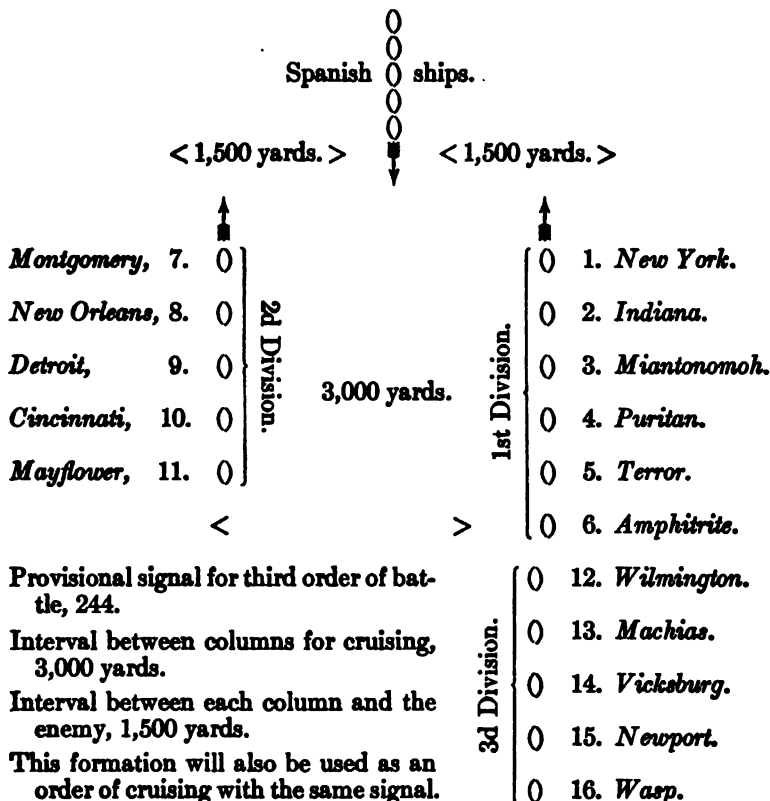 Spanish ships.
< 1,500 yards. > < 1,500 yards. >
Montgomery, 7.
New Orleans, 8.
Detroit, 9.
Cincinnati, 10.
Mayflower, 11.
2d Division.
3,000 yards.
< >
1st Division.
1. New York.
2. Indiana.
3. Miantonomoh.
4. Puritan.
5. Terror.
6. Amphitrite.
Provisional signal for third order of bat-
tle, 244.
Interval between columns for cruising,
3,000 yards.
Interval between each column and the
enemy, 1,500 yards.
This formation will also be used as an
order of cruising with the same signal.
3d Division.
12. Wilmington.
13. Machias.
14. Vicksburg.
15. Newport.
16. Wasp.